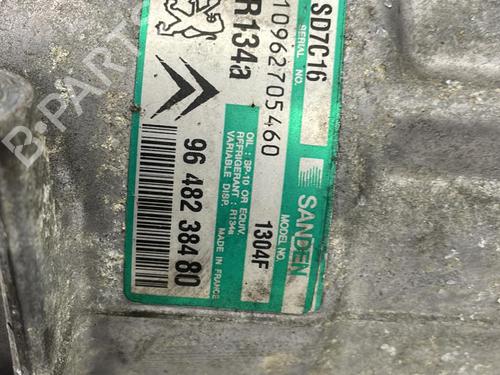 SD7C16
SERIAL NO.
10962705460
R134a
SANDEN
MODEL NO.
1304F
OIL : SP-10 OR EQUIV.
REFRIGERANT : R134a
VARIABLE DISP.
MADE IN FRANCE
96 482 384 80
B-PARTS